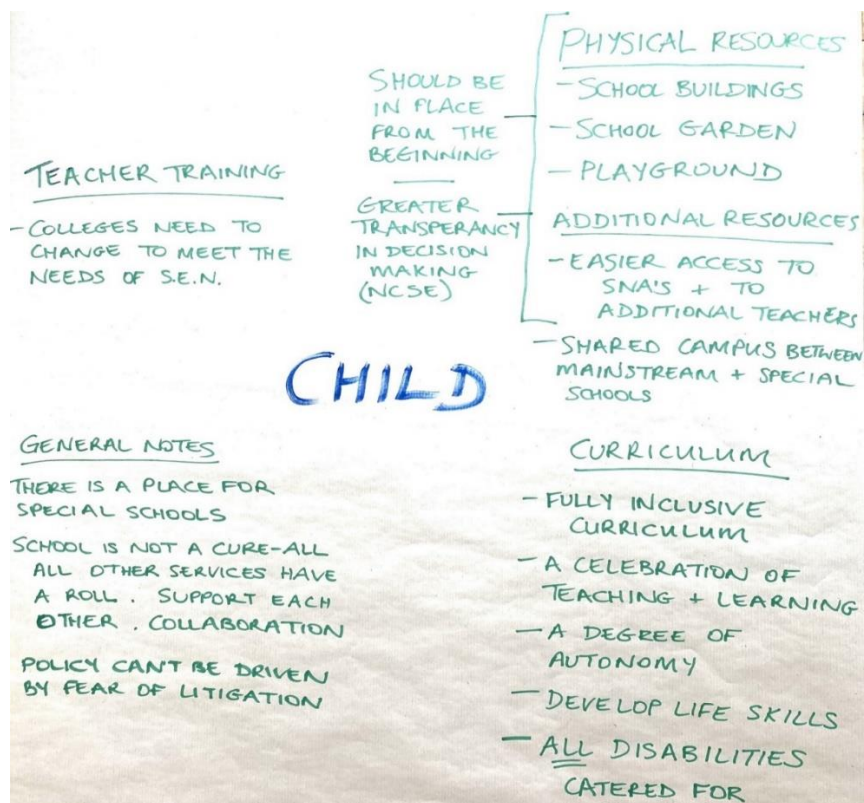 TEACHER TRAINING
- COLLEGES NEED TO
CHANGE TO MEET THE
NEEDS OF S.E.N.
SHOULD BE
IN PLACE
FROM THE
BEGINNING
GREATER
TRANSPERANCY
IN DECISION
MAKING
(NCSE)
PHYSICAL RESOURCES
- SCHOOL BUILDINGS
- SCHOOL GARDEN
- PLAYGROUND
ADDITIONAL RESOURCES
- EASIER ACCESS TO
SNA'S + TO
ADDITIONAL TEACHERS
- SHARED CAMPUS BETWEEN
MAINSTREAM + SPECIAL
SCHOOLS
CHILD
GENERAL NOTES
THERE IS A PLACE FOR
SPECIAL SCHOOLS
SCHOOL IS NOT A CURE-ALL
ALL OTHER SERVICES HAVE
A ROLL. SUPPORT EACH
OTHER. COLLABORATION
POLICY CAN'T BE DRIVEN
BY FEAR OF LITIGATION
CURRICULUM
- FULLY INCLUSIVE
CURRICULUM
- A CELEBRATION OF
TEACHING + LEARNING
- A DEGREE OF
AUTONOMY
- DEVELOP LIFE SKILLS
- ALL DISABILITIES
CATERED FOR